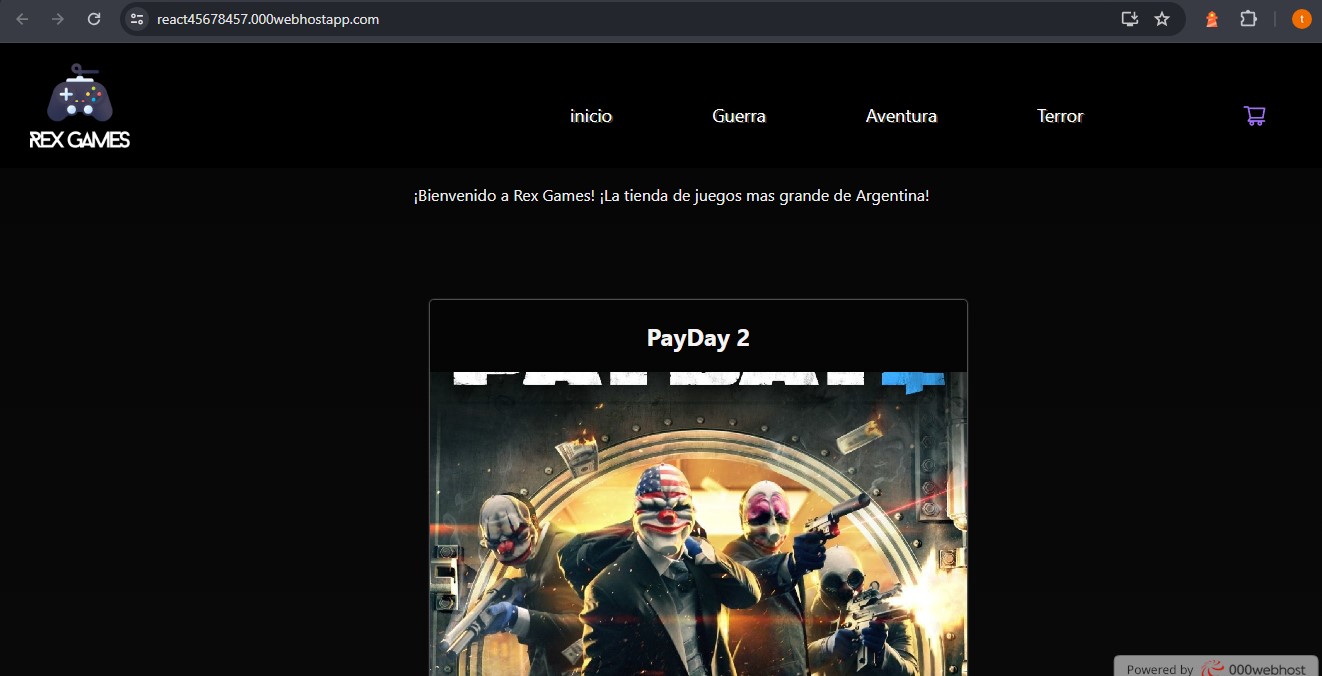 react45678457.000webhostapp.com
t
REX GAMES
inicio Guerra Aventura Terror
¡Bienvenido a Rex Games! ¡La tienda de juegos mas grande de Argentina!
PayDay 2
Powered by 000webhost